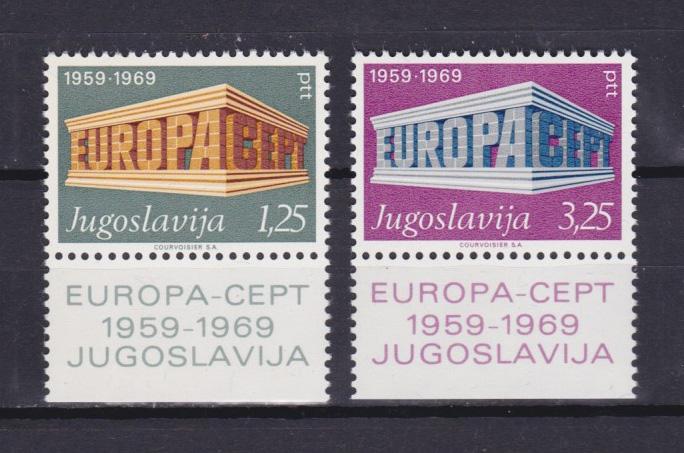 1959·1969
ptt
EUROPA CEPT
Jugoslavija 1,25
COURVOISIER S.A.
EUROPA-CEPT
1959-1969
JUGOSLAVIJA
1959·1969
ptt
EUROPA CEPT
Jugoslavija 3,25
COURVOISIER S.A.
EUROPA-CEPT
1959-1969
JUGOSLAVIJA